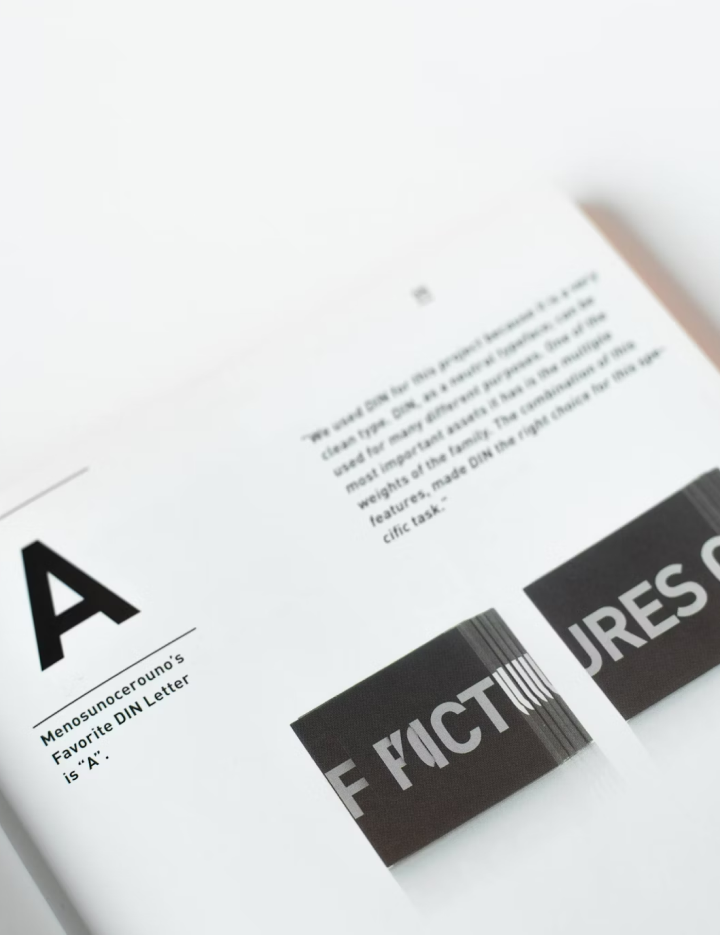 "We used DIN for this project because it is a very
clean type. DIN, as a neutral typeface, can be
used for many different purposes. One of the
most important assets it has is the multiple
weights of the family. The combination of this
features, made DIN the right choice for this spe-
cific task."
A
Menosunocerouno's
Favorite DIN Letter
is "A".
F
URES